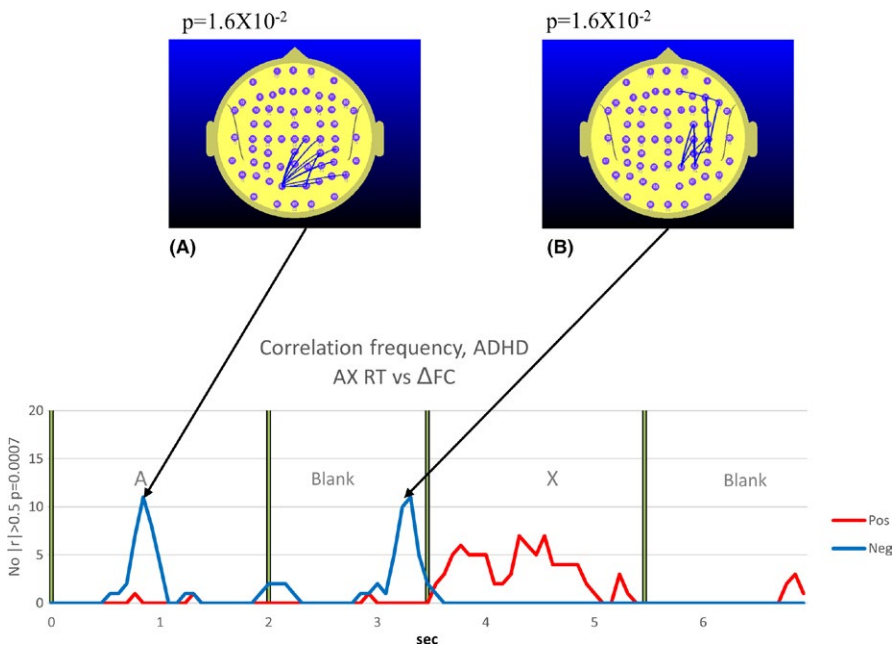 p=1.6X10-2
p=1.6X10-2
(A)
(B)
Correlation frequency, ADHD
AX RT vs ΔFC
No |r|>0.5 p=0.0007
20
15
10
5
0
A
Blank
X
Blank
Pos
Neg
0 1 2 3 4 5 6
sec